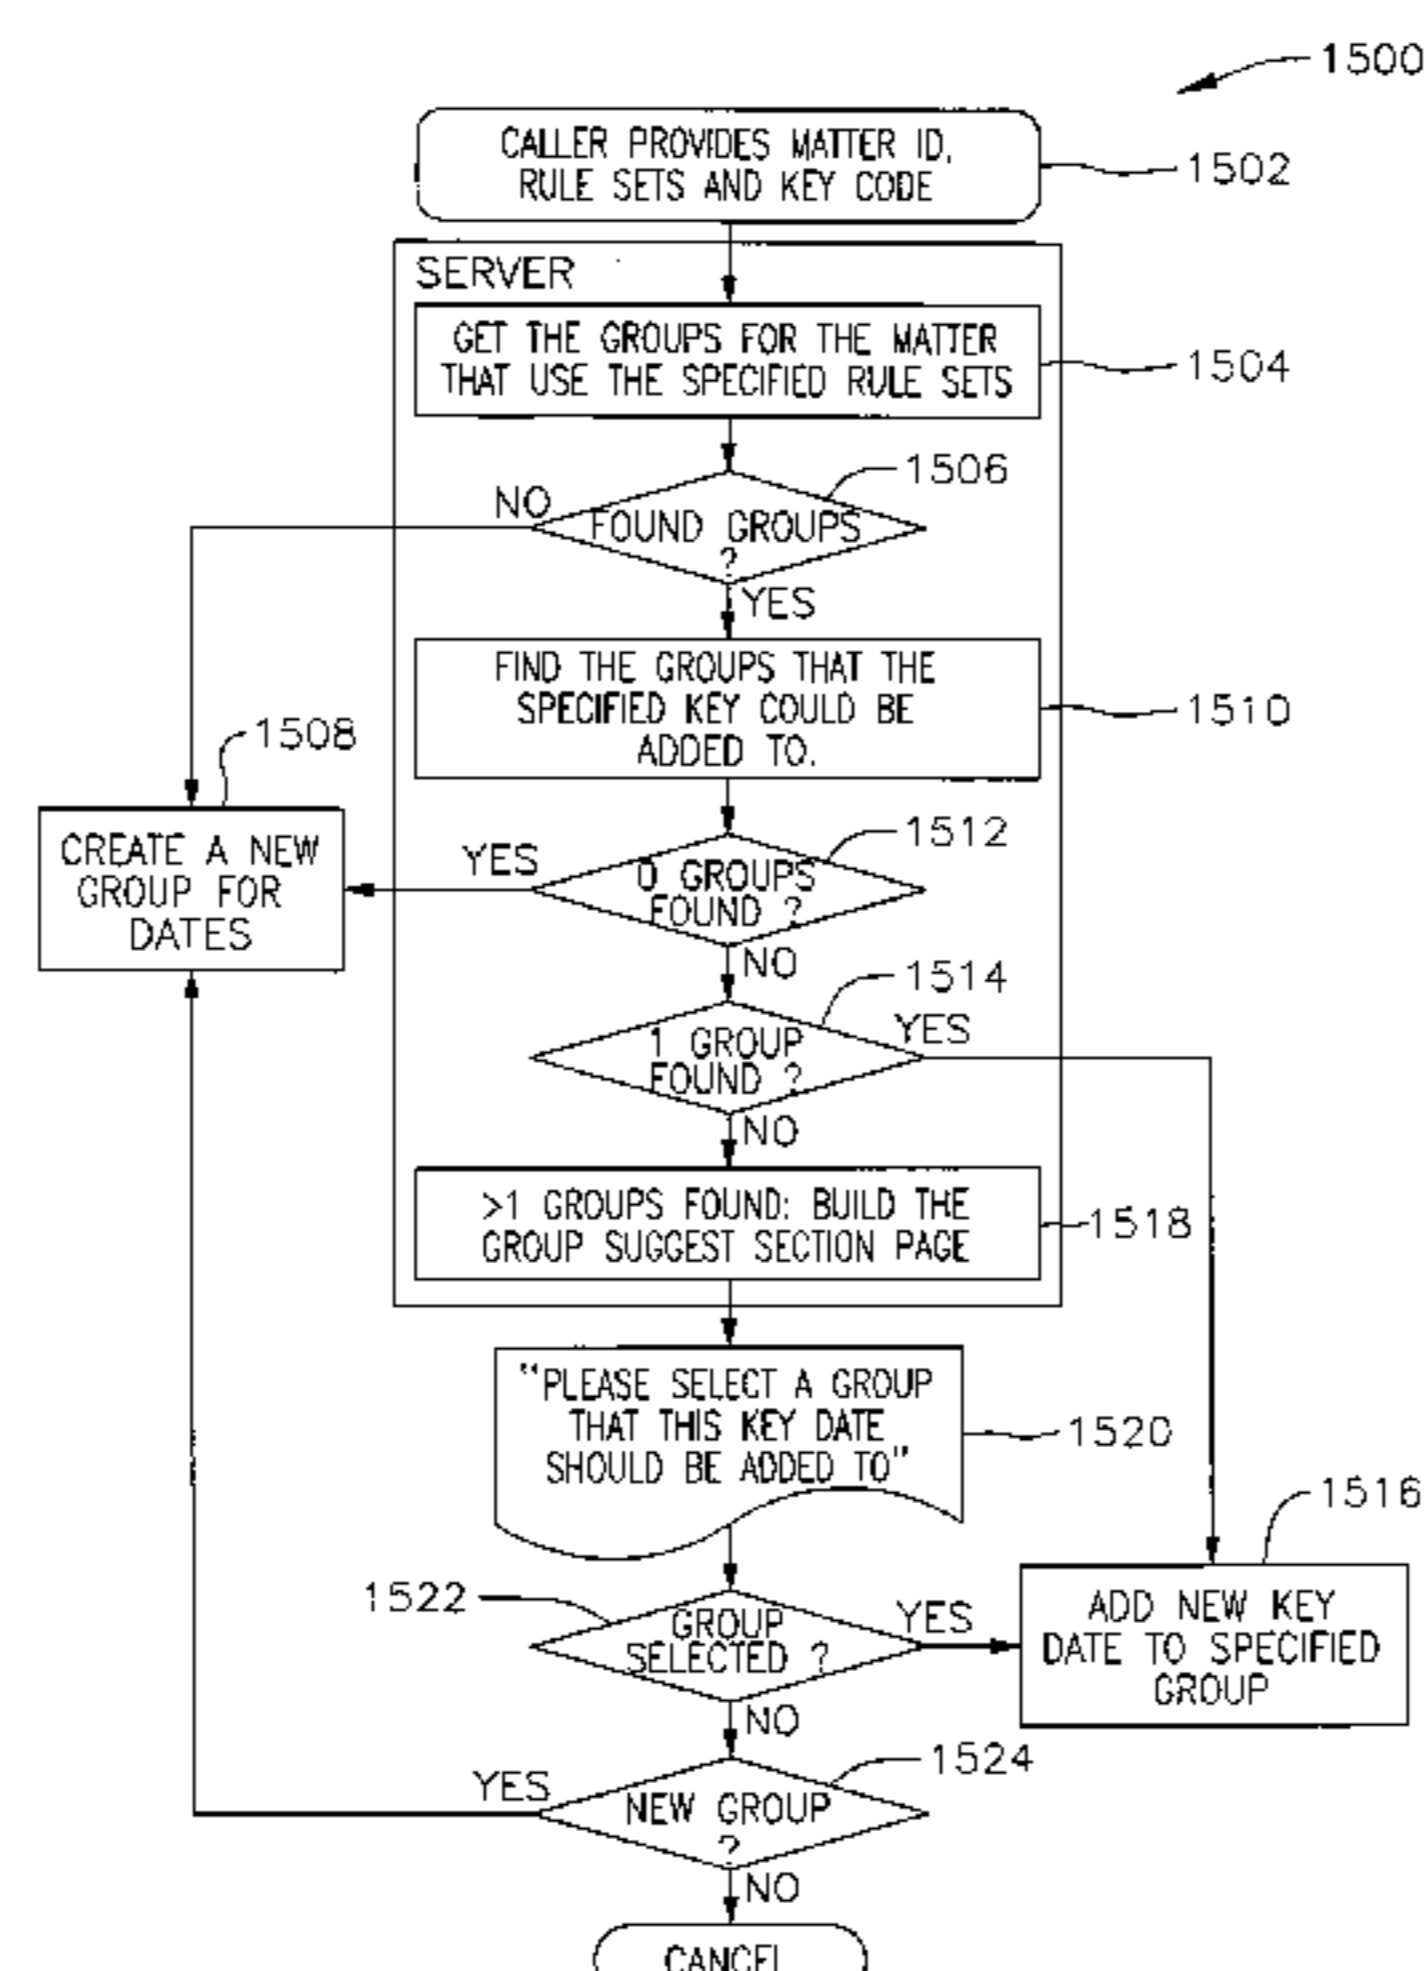 1500
CALLER PROVIDES MATTER ID,
RULE SETS AND KEY CODE
1502
SERVER
GET THE GROUPS FOR THE MATTER
THAT USE THE SPECIFIED RULE SETS
1504
1506
NO
FOUND GROUPS
?
YES
FIND THE GROUPS THAT THE
SPECIFIED KEY COULD BE
ADDED TO.
1510
1508
CREATE A NEW
GROUP FOR
DATES
1512
YES
0 GROUPS
FOUND ?
NO
1514
1 GROUP
FOUND ?
YES
NO
>1 GROUPS FOUND: BUILD THE
GROUP SUGGEST SECTION PAGE
1518
"PLEASE SELECT A GROUP
THAT THIS KEY DATE
SHOULD BE ADDED TO"
1520
1516
ADD NEW KEY
DATE TO SPECIFIED
GROUP
1522
GROUP
SELECTED ?
YES
NO
1524
YES
NEW GROUP
?
NO
CANCEL